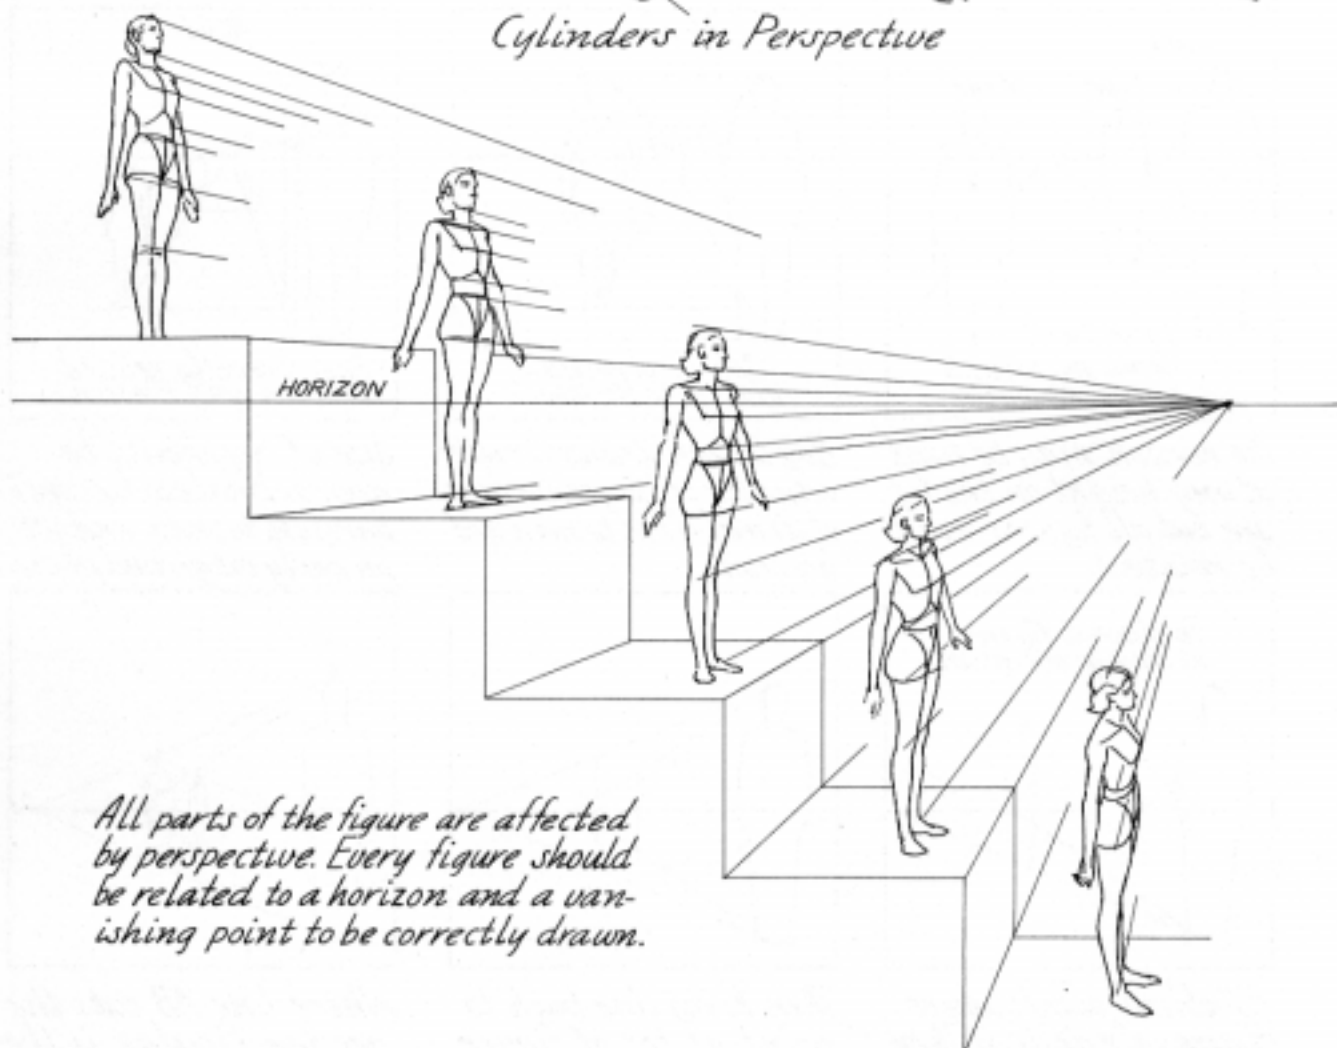 Cylinders in Perspective
HORIZON
All parts of the figure are affected
by perspective. Every figure should
be related to a horizon and a van-
ishing point to be correctly drawn.